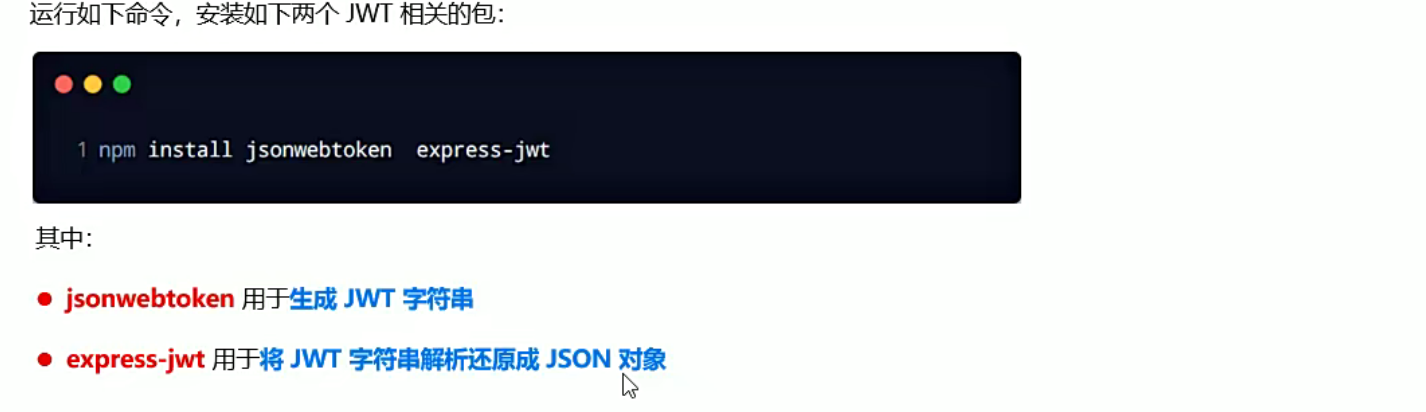 运行如下命令，安装如下两个 JWT 相关的包：
1 npm install jsonwebtoken  express-jwt
其中：
● jsonwebtoken 用于生成 JWT 字符串
● express-jwt 用于将 JWT 字符串解析还原成 JSON 对象